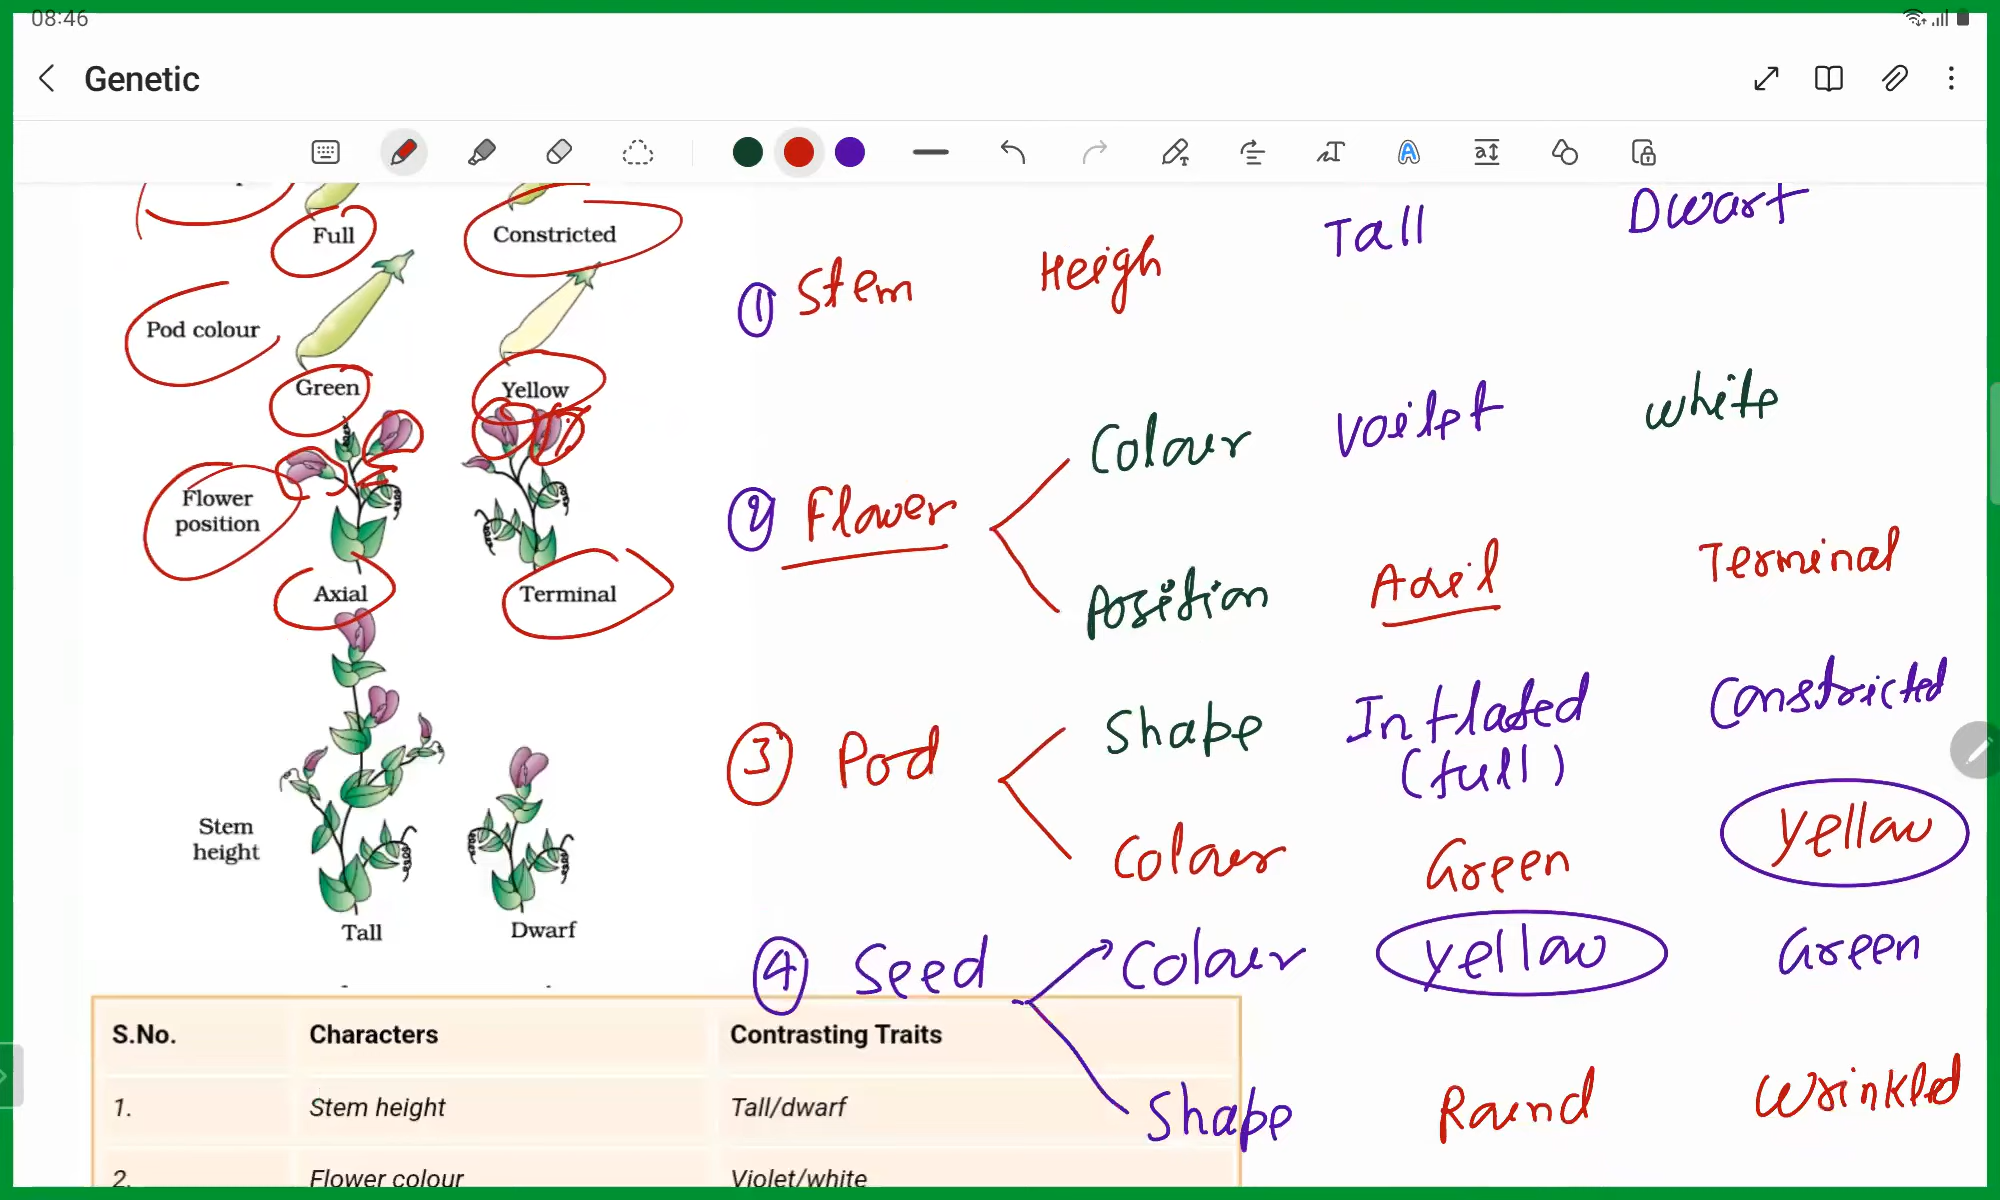 08:46
Genetic
Full
Constricted
Pod colour
Green
Yellow
Flower
position
Axial
Terminal
Stem
height
Tall
Dwarf
① Stem Heigh Tall Dwarf
② Flower
Colour Voilet White
Position Axil Terminal
③ Pod
Shape Inflated Constricted
(full)
Colour Green Yellow
④ Seed
Colour Yellow Green
Shape Round Wrinkled
S.No. Characters Contrasting Traits
1. Stem height Tall/dwarf
2. Flower colour Violet/white